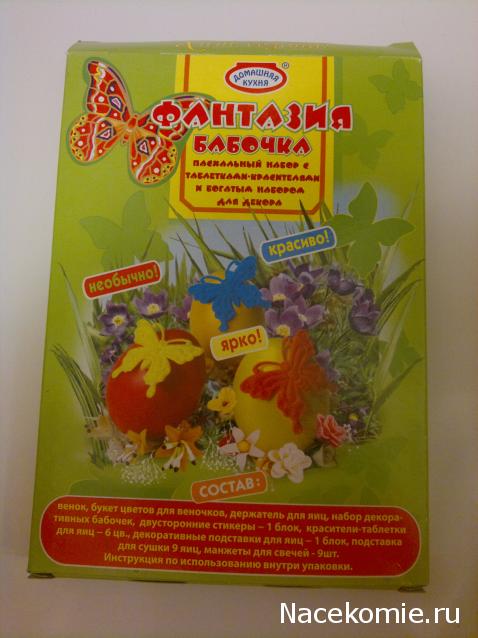 ДОМАШНЯЯ
КУХНЯ
®
ФАНТАЗИЯ
БАБОЧКА
ПАСХАЛЬНЫЙ НАБОР С
ТАБЛЕТКАМИ-КРАСИТЕЛЯМИ
И БОГАТЫМ НАБОРОМ
ДЛЯ ДЕКОРА
красиво!
необычно!
ярко!
СОСТАВ:
венок, букет цветов для веночков, держатель для яиц, набор декора-
тивных бабочек, двусторонние стикеры – 1 блок, красители-таблетки
для яиц – 6 цв., декоративные подставки для яиц – 1 блок, подставка
для сушки 9 яиц, манжеты для свечей - 9шт.
Инструкция по использованию внутри упаковки.
Nacekomie.ru